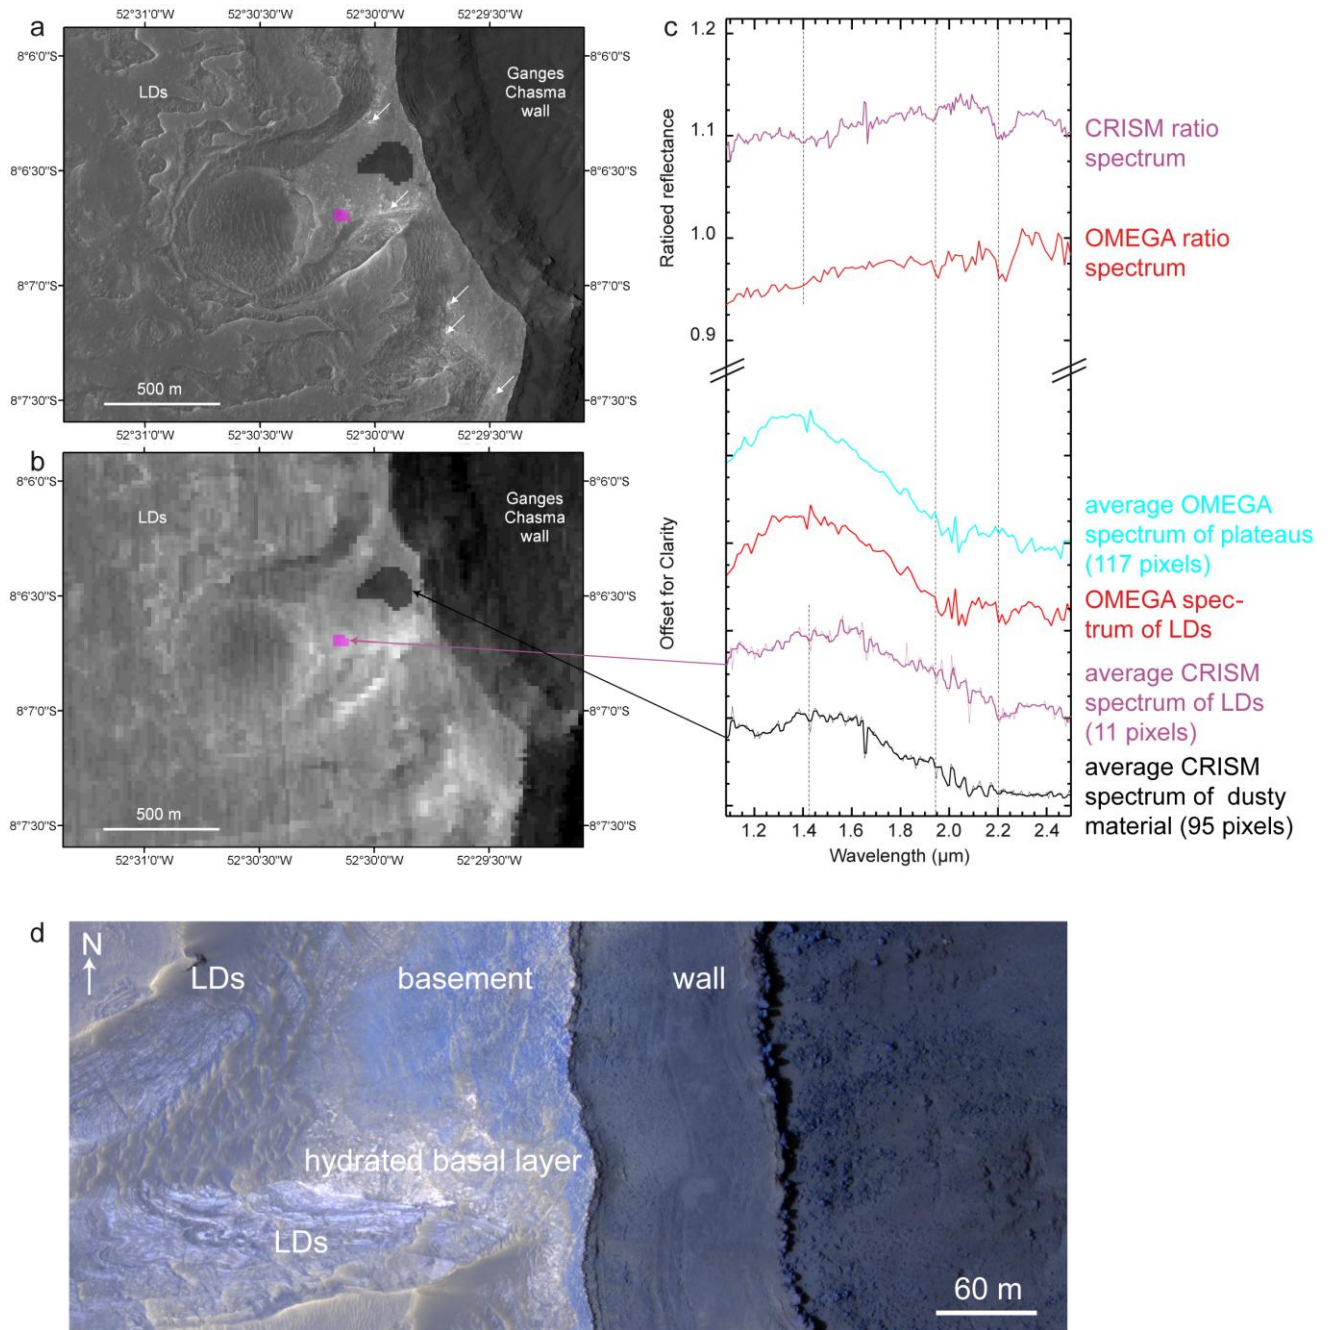 a
52°31'0"W 52°30'30"W 52°30'0"W 52°29'30"W
8°6'0"S
8°6'0"S
LDs
Ganges
Chasma
wall
8°6'30"S
8°6'30"S
8°7'0"S
8°7'0"S
500 m
8°7'30"S
8°7'30"S
52°31'0"W 52°30'30"W 52°30'0"W 52°29'30"W
b
8°6'0"S
8°6'0"S
LDs
Ganges
Chasma
wall
8°6'30"S
8°6'30"S
8°7'0"S
8°7'0"S
500 m
8°7'30"S
8°7'30"S
52°31'0"W 52°30'30"W 52°30'0"W 52°29'30"W
c
1.2
1.1
1.0
0.9
Ratioed reflectance
Offset for Clarity
CRISM ratio
spectrum
OMEGA ratio
spectrum
average OMEGA
spectrum of plateaus
(117 pixels)
OMEGA spec-
trum of LDs
average CRISM
spectrum of LDs
(11 pixels)
average CRISM
spectrum of dusty
material (95 pixels)
1.2 1.4 1.6 1.8 2.0 2.2 2.4
Wavelength (µm)
d
N
LDs
basement
wall
hydrated basal layer
LDs
60 m